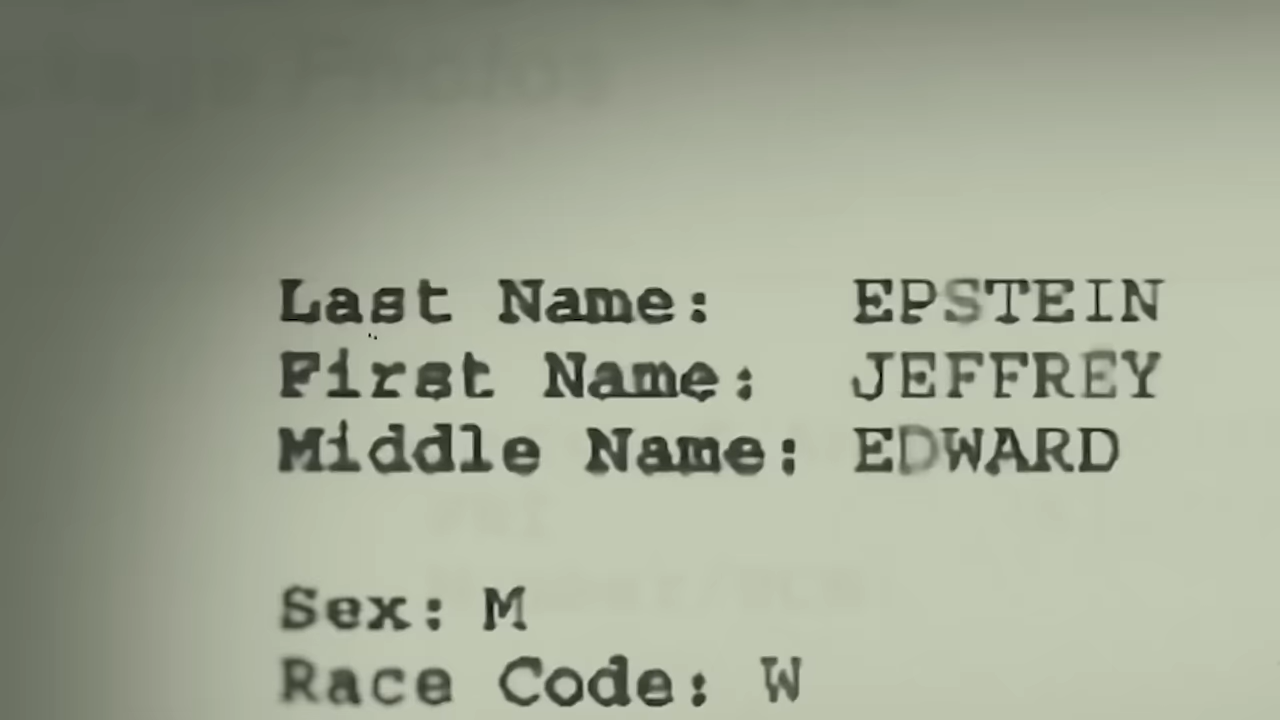 Last Name: EPSTEIN
First Name: JEFFREY
Middle Name: EDWARD
Sex: M
Race Code: W